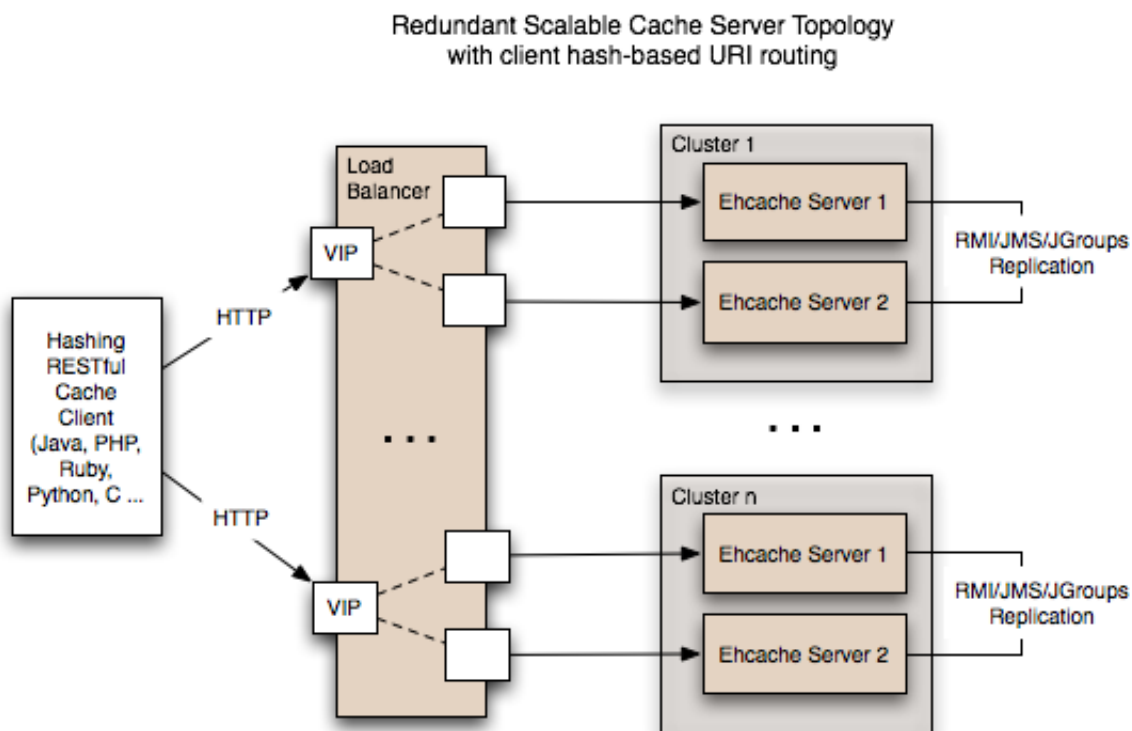 Redundant Scalable Cache Server Topology
with client hash-based URI routing
Load
Balancer
VIP
HTTP
Hashing
RESTful
Cache
Client
(Java, PHP,
Ruby,
Python, C ...
HTTP
VIP
...
Cluster 1
Ehcache Server 1
Ehcache Server 2
RMI/JMS/JGroups
Replication
...
Cluster n
Ehcache Server 1
Ehcache Server 2
RMI/JMS/JGroups
Replication